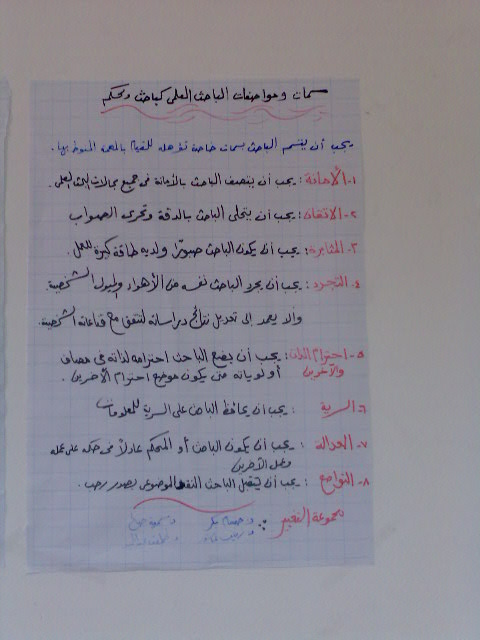 سمات ومواصفات الباحث العلمي كباحث ومحكم
يجب أن يتسم الباحث بسمات خاصة تؤهله للقيام بالمهمة المنوط بها.
١- الأمانة: يجب أن يتصف الباحث بالأمانة في جميع مجالات البحث العلمي.
٢- الاتقان: يجب أن يتحلى الباحث بالدقة وتحري الصواب
٣- المثابرة: يجب أن يكون الباحث صبوراً ولديه طاقة كبيرة للعمل.
٤- التجرد: يجب أن يجرد الباحث نفسه من الأهواء والميول الشخصية.
والا يعمد إلى تعديل نتائج دراساته لتتفق مع قناعاته الشخصية.
٥- احترام الذات: يجب أن يضع الباحث احترامه لذاته في مصاف
والآخرين أولوياته متى يكون موضع احترام الآخرين.
٦- السرية: يجب ان يحافظ الباحث على السرية للمعلومات
٧- العدالة: يجب أن يكون الباحث أو المحكم عادلاً في حكمه على عمله
وعمل الآخرين
٨- التواضع: يجب أن يتقبل الباحث النقد الموضوعي بصدر رحب.
مجموعة التغيير :